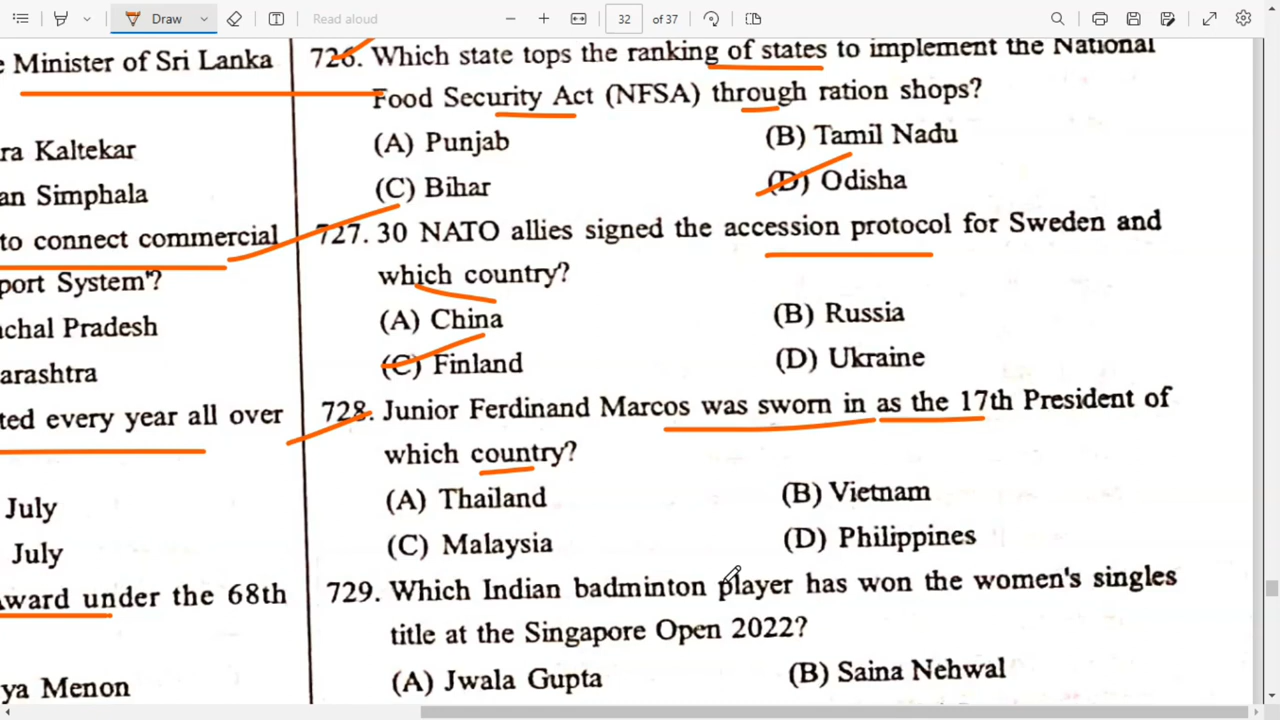 Draw
Read aloud
32 of 37
e Minister of Sri Lanka
ra Kaltekar
an Simphala
to connect commercial
port System'?
achal Pradesh
arashtra
ted every year all over
July
July
Award under the 68th
ya Menon
726. Which state tops the ranking of states to implement the National
Food Security Act (NFSA) through ration shops?
(A) Punjab (B) Tamil Nadu
(C) Bihar (D) Odisha
727. 30 NATO allies signed the accession protocol for Sweden and
which country?
(A) China (B) Russia
(C) Finland (D) Ukraine
728. Junior Ferdinand Marcos was sworn in as the 17th President of
which country?
(A) Thailand (B) Vietnam
(C) Malaysia (D) Philippines
729. Which Indian badminton player has won the women's singles
title at the Singapore Open 2022?
(A) Jwala Gupta (B) Saina Nehwal